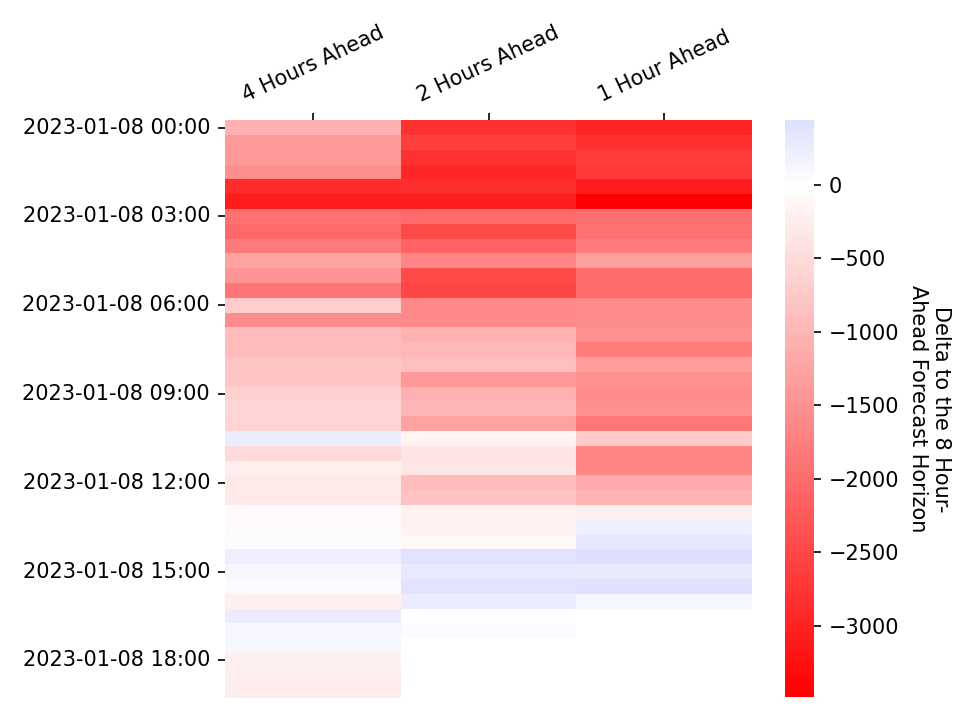 4 Hours Ahead
2 Hours Ahead
1 Hour Ahead
2023-01-08 00:00
2023-01-08 03:00
2023-01-08 06:00
2023-01-08 09:00
2023-01-08 12:00
2023-01-08 15:00
2023-01-08 18:00
0
−500
−1000
−1500
−2000
−2500
−3000
Delta to the 8 Hour-
Ahead Forecast Horizon